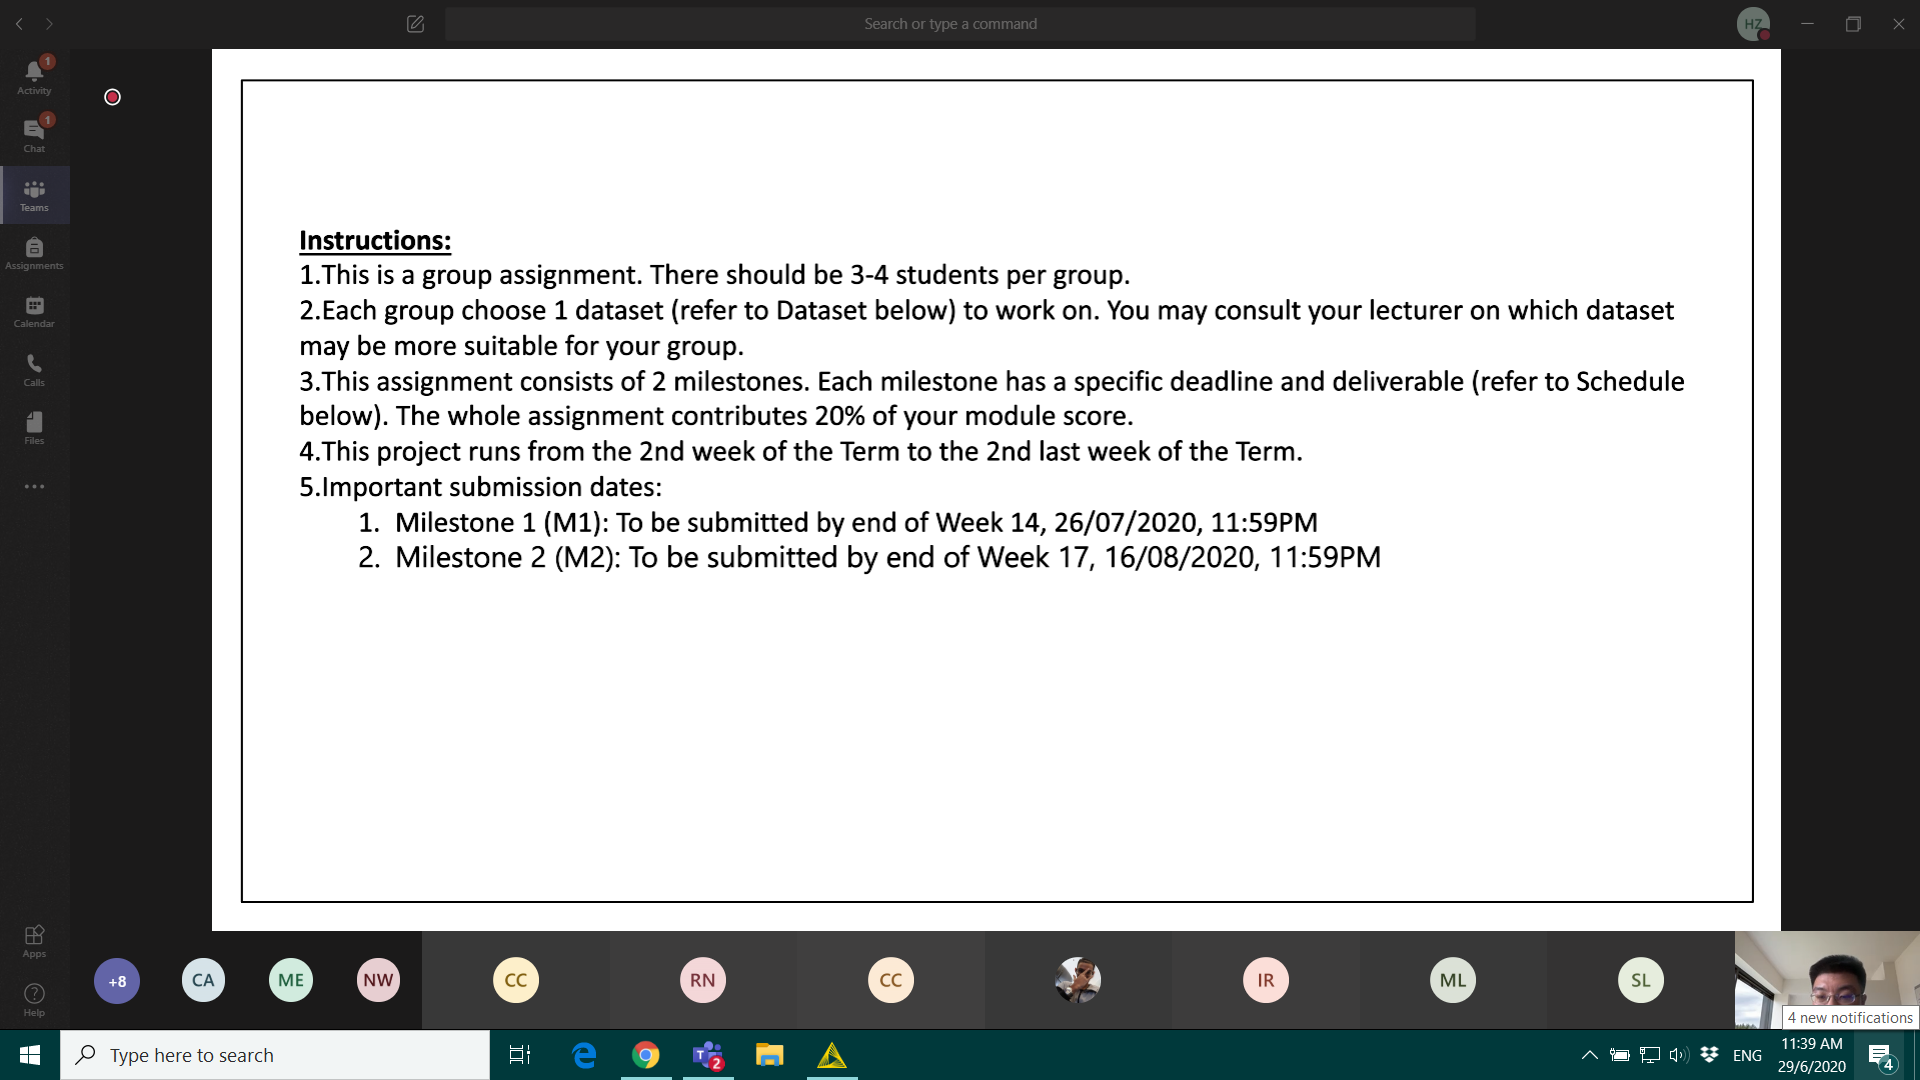 Search or type a command
HZ
1
Activity
1
Chat
Teams
Assignments
Calendar
Calls
Files
Apps
Help
Instructions:
1.This is a group assignment. There should be 3-4 students per group.
2.Each group choose 1 dataset (refer to Dataset below) to work on. You may consult your lecturer on which dataset
may be more suitable for your group.
3.This assignment consists of 2 milestones. Each milestone has a specific deadline and deliverable (refer to Schedule
below). The whole assignment contributes 20% of your module score.
4.This project runs from the 2nd week of the Term to the 2nd last week of the Term.
5.Important submission dates:
1. Milestone 1 (M1): To be submitted by end of Week 14, 26/07/2020, 11:59PM
2. Milestone 2 (M2): To be submitted by end of Week 17, 16/08/2020, 11:59PM
+8
CA
ME
NW
CC
RN
CC
IR
ML
SL
4 new notifications
Type here to search
T
2
ENG
11:39 AM
29/6/2020
4